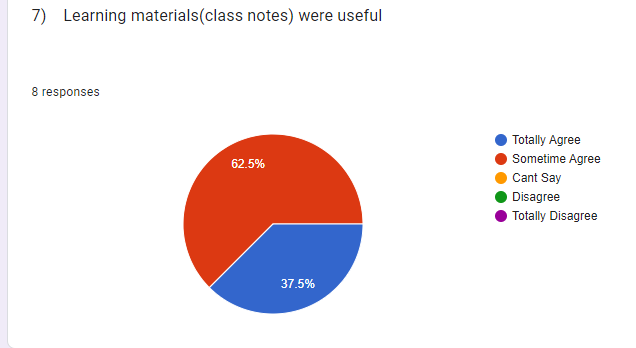 7) Learning materials(class notes) were useful
8 responses
62.5%
37.5%
Totally Agree
Sometime Agree
Cant Say
Disagree
Totally Disagree